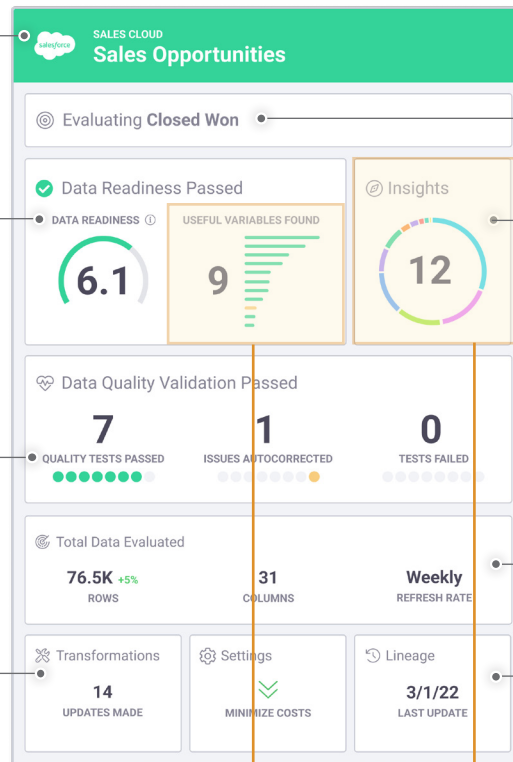 salesforce
SALES CLOUD
Sales Opportunities
Evaluating Closed Won
Data Readiness Passed
DATA READINESS
6.1
USEFUL VARIABLES FOUND
9
Insights
12
Data Quality Validation Passed
7
QUALITY TESTS PASSED
1
ISSUES AUTOCORRECTED
0
TESTS FAILED
Total Data Evaluated
76.5K +5%
ROWS
31
COLUMNS
Weekly
REFRESH RATE
Transformations
14
UPDATES MADE
Settings
MINIMIZE COSTS
Lineage
3/1/22
LAST UPDATE